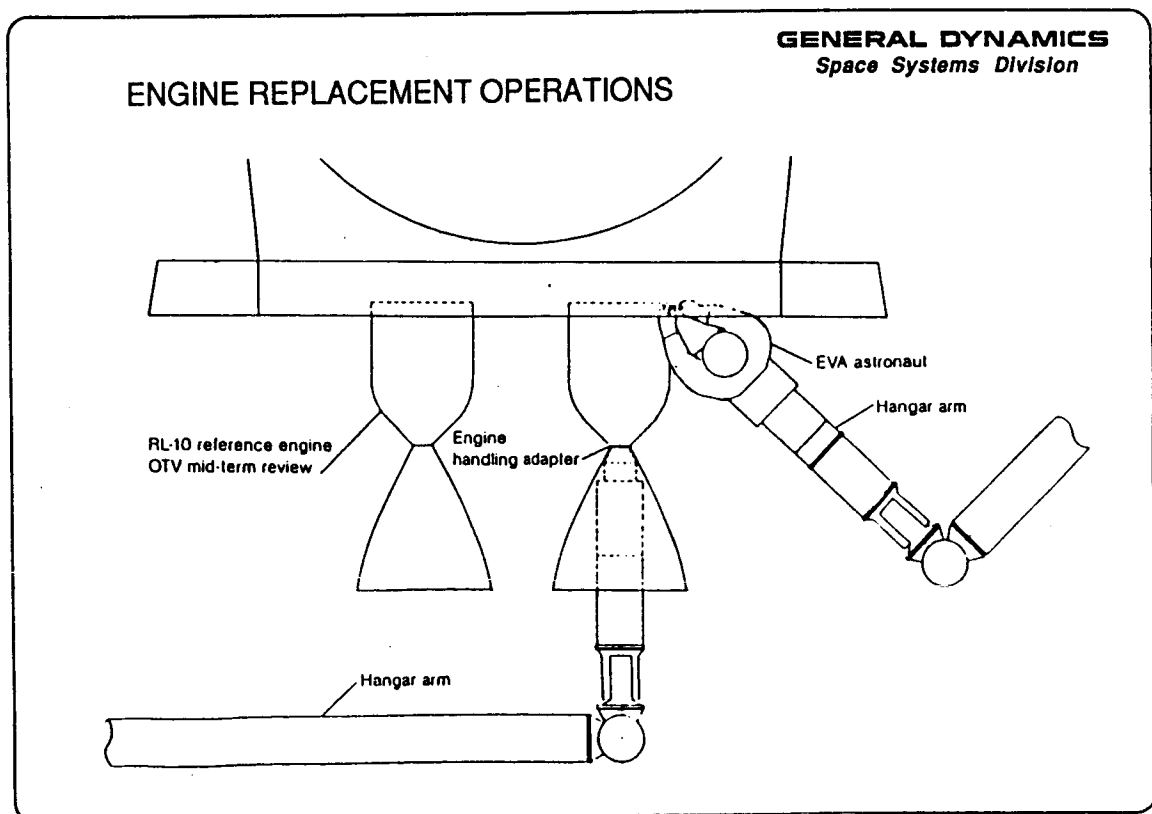 GENERAL DYNAMICS
Space Systems Division
ENGINE REPLACEMENT OPERATIONS
EVA astronaut
Hangar arm
RL-10 reference engine
OTV mid-term review
Engine
handling adapter
Hangar arm